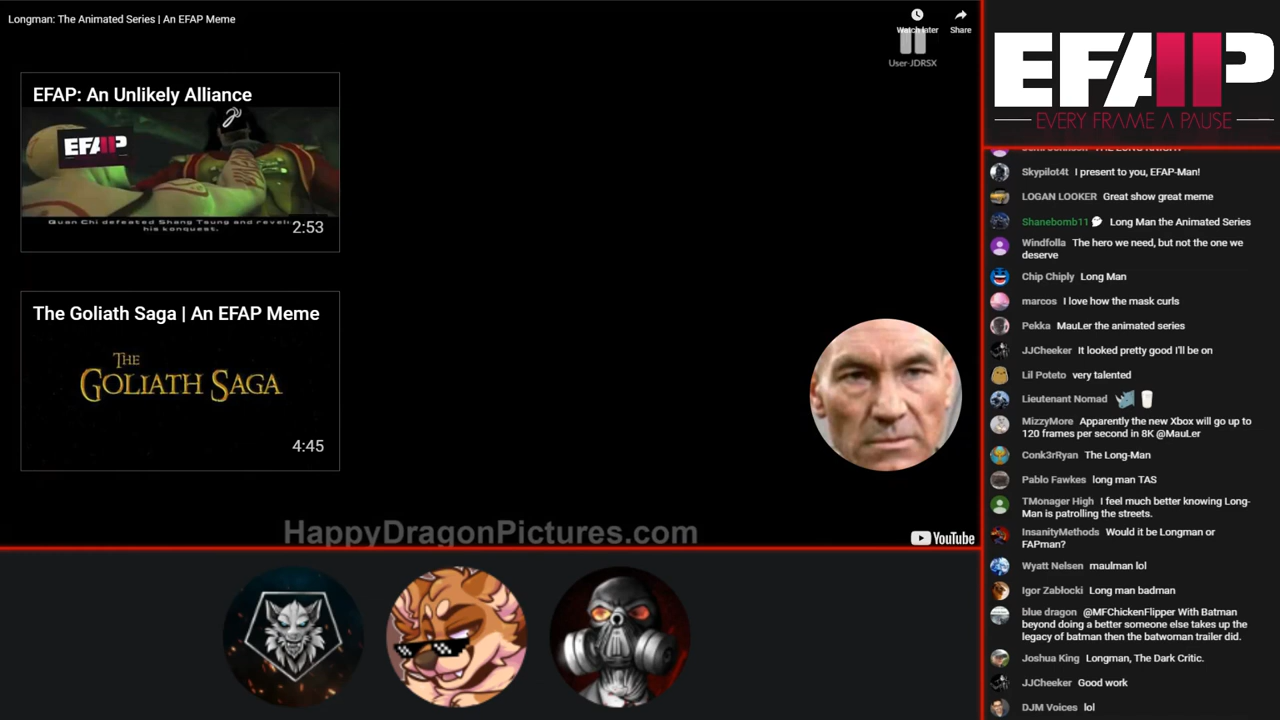 Longman: The Animated Series | An EFAP Meme
Watch later
Share
User-JDRSX
EFAP: An Unlikely Alliance
EFAP
Quan Chi defeated Shang Tsung and
his konquest.
2:53
The Goliath Saga | An EFAP Meme
THE
GOLIATH SAGA
4:45
HappyDragonPictures.com
YouTube
EFAP
EVERY FRAME A PAUSE
Skypilot4t I present to you, EFAP-Man!
LOGAN LOOKER Great show great meme
Shanebomb11 Long Man the Animated Series
Windfolla The hero we need, but not the one we
deserve
Chip Chiply Long Man
marcos I love how the mask curls
Pekka MauLer the animated series
JJCheeker It looked pretty good I'll be on
Lil Poteto very talented
Lieutenant Nomad
MizzyMore Apparently the new Xbox will go up to
120 frames per second in 8K @MauLer
Conk3rRyan The Long-Man
Pablo Fawkes long man TAS
TMonager High I feel much better knowing Long-
Man is patrolling the streets.
InsanityMethods Would it be Longman or
FAPman?
Wyatt Nelsen maulman lol
Igor Zabłocki Long man badman
blue dragon @MFChickenFlipper With Batman
beyond doing a better someone else takes up the
legacy of batman then the batwoman trailer did.
Joshua King Longman, The Dark Critic.
JJCheeker Good work
DJM Voices lol